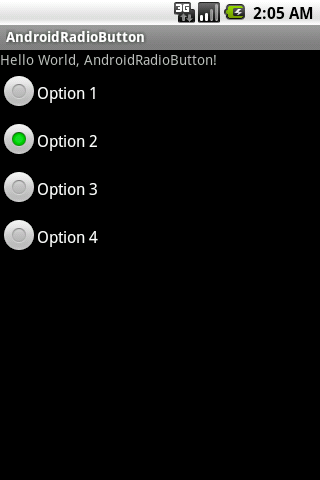 3G 2:05 AM
AndroidRadioButton
Hello World, AndroidRadioButton!
Option 1
Option 2
Option 3
Option 4